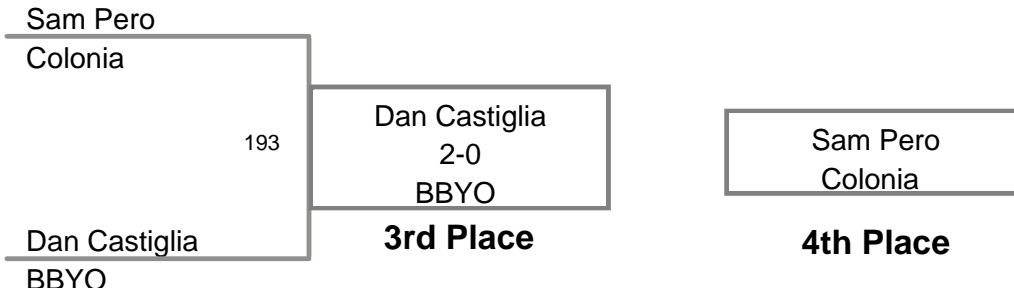 Sam Pero
Colonia
193
Dan Castiglia
BBYO
Dan Castiglia
2-0
BBYO
3rd Place
Sam Pero
Colonia
4th Place